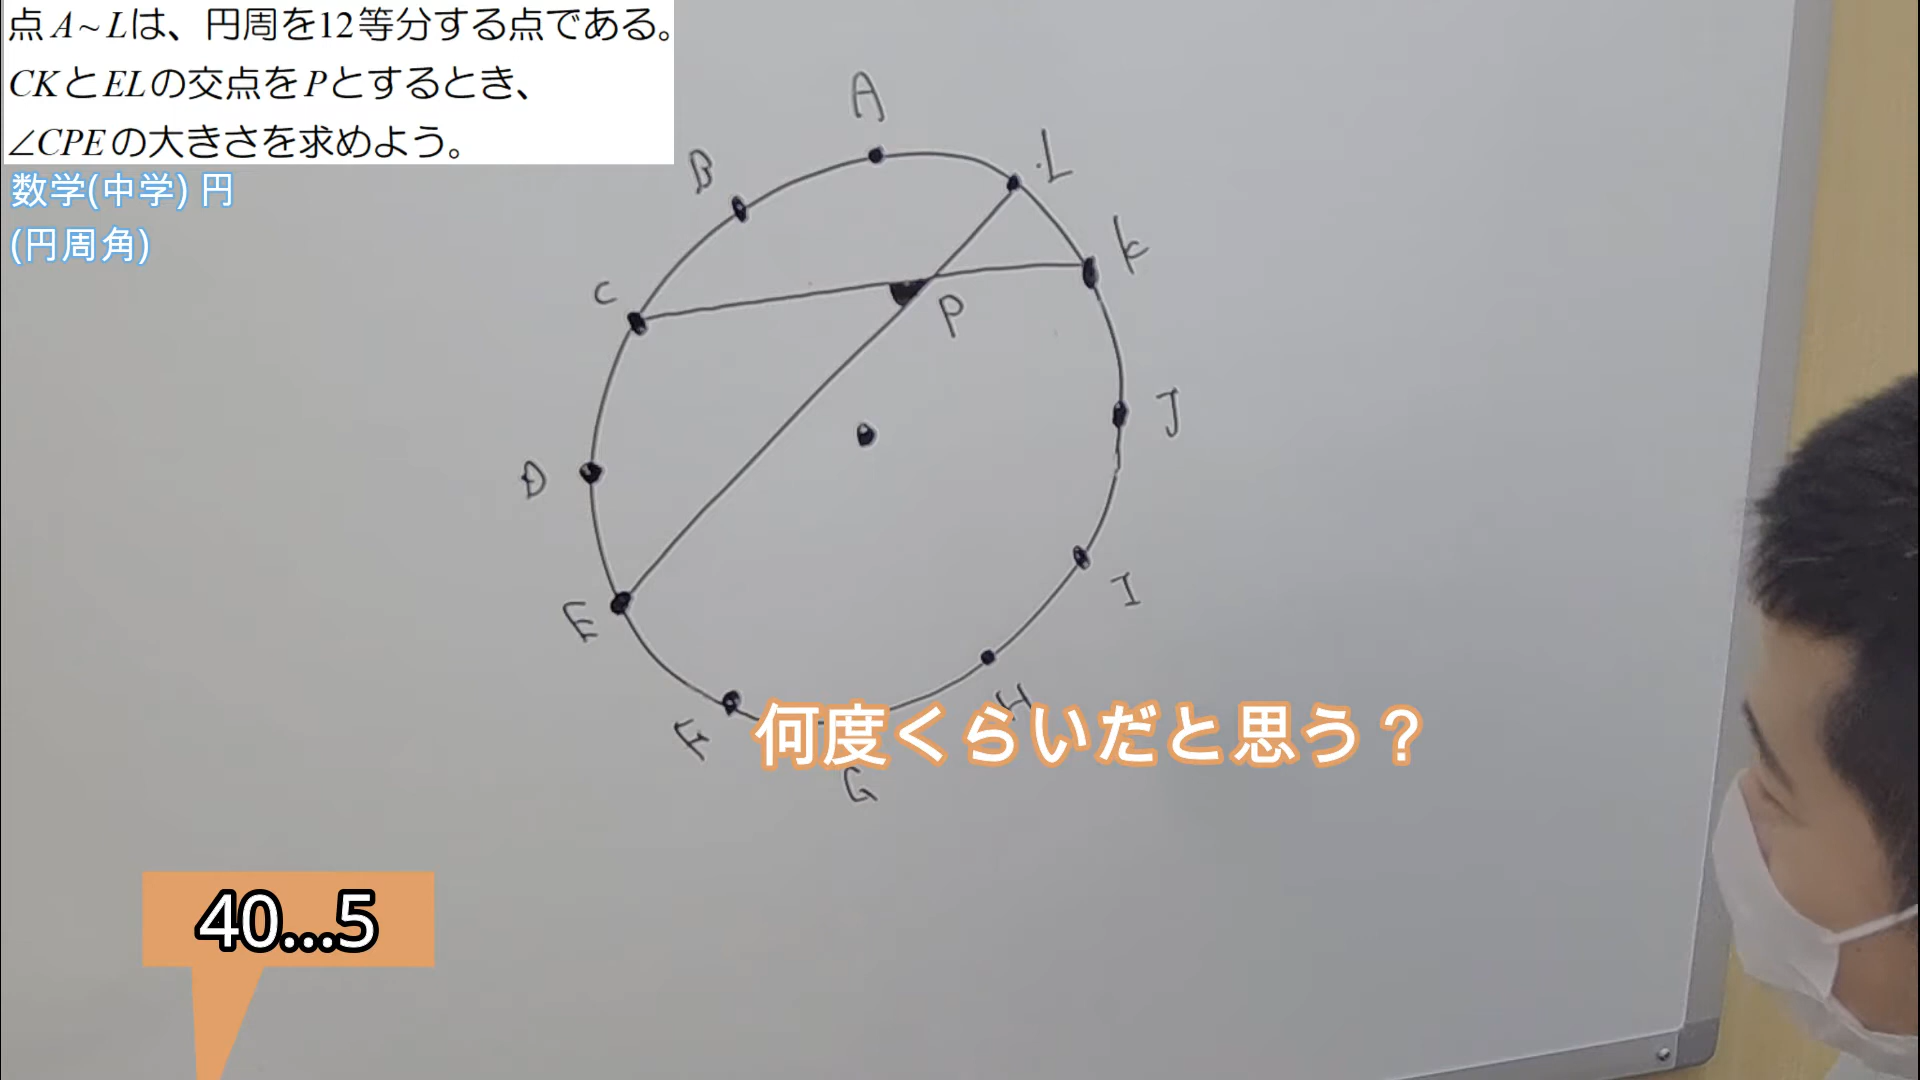 点A~Lは、円周を12等分する点である。
CKとELの交点をPとするとき、
∠CPEの大きさを求めよう。
数学(中学) 円
(円周角)
A
B
L
K
C
P
J
D
I
E
H
F
何度くらいだと思う？
G
40...5